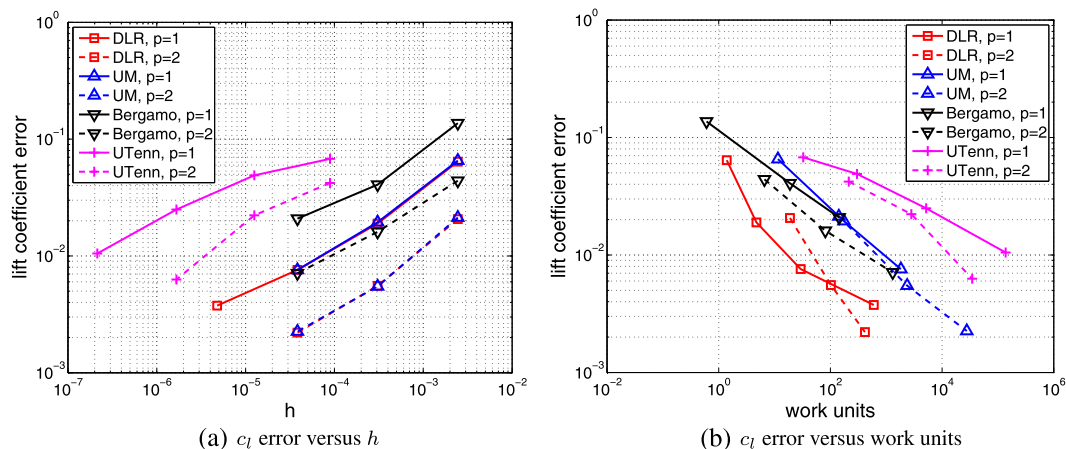 10^0
10^-1
10^-2
10^-3
lift coefficient error
DLR, p=1
DLR, p=2
UM, p=1
UM, p=2
Bergamo, p=1
Bergamo, p=2
UTenn, p=1
UTenn, p=2
10^-7 10^-6 10^-5 10^-4 10^-3 10^-2
h
(a) c_l error versus h
10^0
10^-1
10^-2
10^-3
lift coefficient error
DLR, p=1
DLR, p=2
UM, p=1
UM, p=2
Bergamo, p=1
Bergamo, p=2
UTenn, p=1
UTenn, p=2
10^-2 10^0 10^2 10^4 10^6
work units
(b) c_l error versus work units